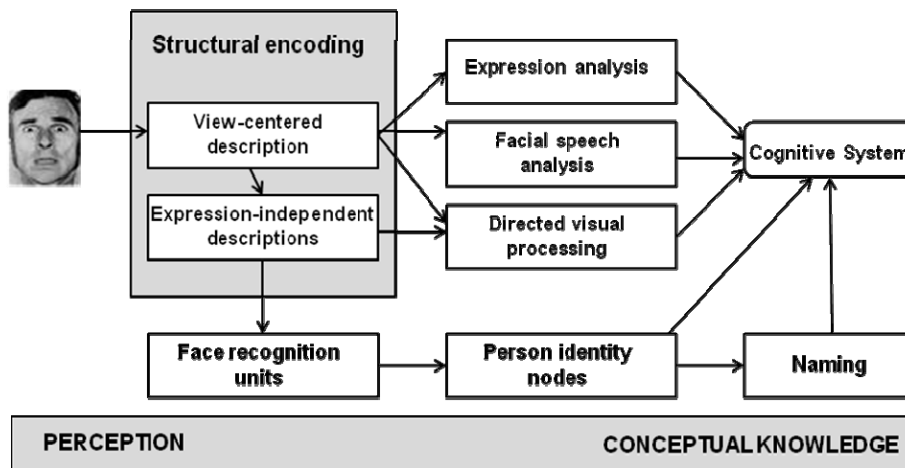 Structural encoding
View-centered
description
Expression-independent
descriptions
Expression analysis
Facial speech
analysis
Directed visual
processing
Cognitive System
Face recognition
units
Person identity
nodes
Naming
PERCEPTION
CONCEPTUAL KNOWLEDGE